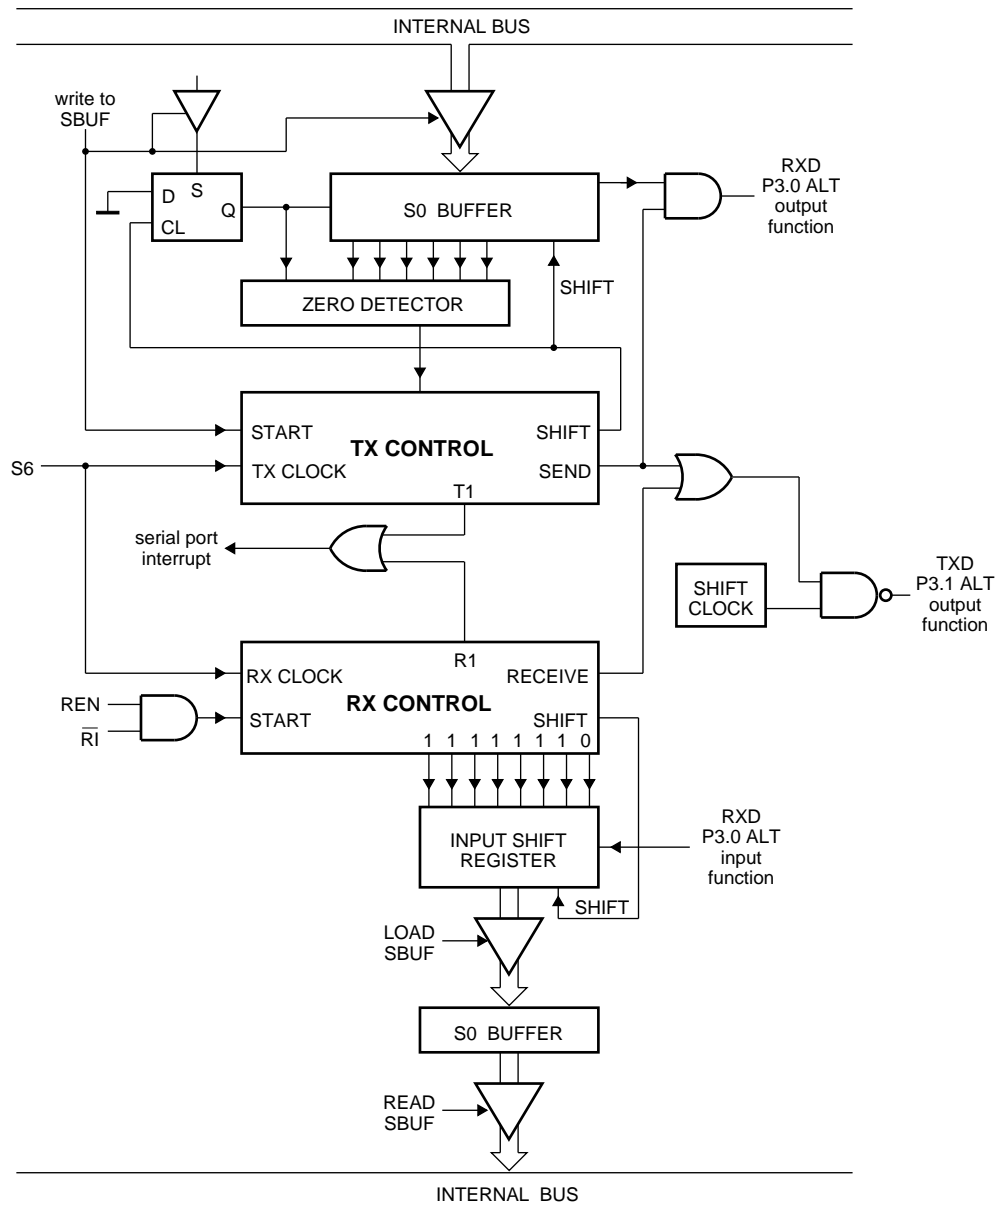 INTERNAL BUS
write to
SBUF
D
S
Q
CL
S0 BUFFER
RXD
P3.0 ALT
output
function
ZERO DETECTOR
SHIFT
START
TX CONTROL
SHIFT
S6
TX CLOCK
SEND
T1
serial port
interrupt
SHIFT
CLOCK
TXD
P3.1 ALT
output
function
R1
RX CLOCK
RECEIVE
REN
RI
START
RX CONTROL
SHIFT
1 1 1 1 1 1 1 0
INPUT SHIFT
REGISTER
RXD
P3.0 ALT
input
function
SHIFT
LOAD
SBUF
S0 BUFFER
READ
SBUF
INTERNAL BUS